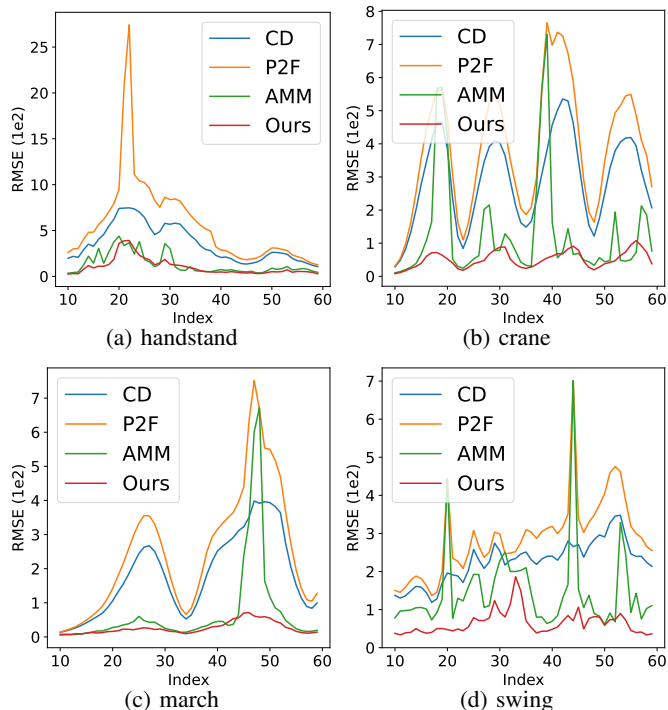 RMSE (1e2)
25
20
15
10
5
0
CD
P2F
AMM
Ours
10 20 30 40 50 60
Index
(a) handstand
RMSE (1e2)
8
7
6
5
4
3
2
1
0
CD
P2F
AMM
Ours
10 20 30 40 50 60
Index
(b) crane
RMSE (1e2)
7
6
5
4
3
2
1
0
CD
P2F
AMM
Ours
10 20 30 40 50 60
Index
(c) march
RMSE (1e2)
7
6
5
4
3
2
1
0
CD
P2F
AMM
Ours
10 20 30 40 50 60
Index
(d) swing